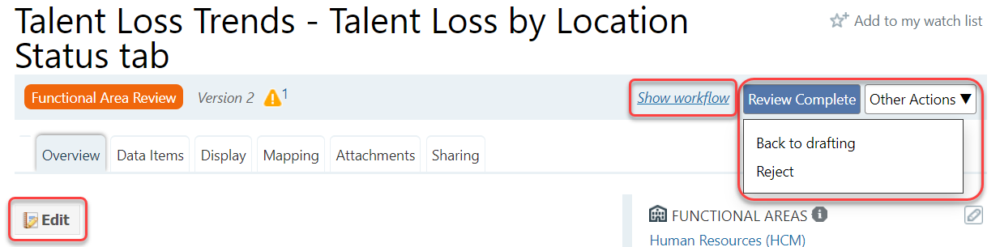 Talent Loss Trends - Talent Loss by Location
Status tab
Add to my watch list
Functional Area Review
Version 2
1
Show workflow
Review Complete
Other Actions ▼
Back to drafting
Reject
Overview
Data Items
Display
Mapping
Attachments
Sharing
Edit
FUNCTIONAL AREAS
Human Resources (HCM)